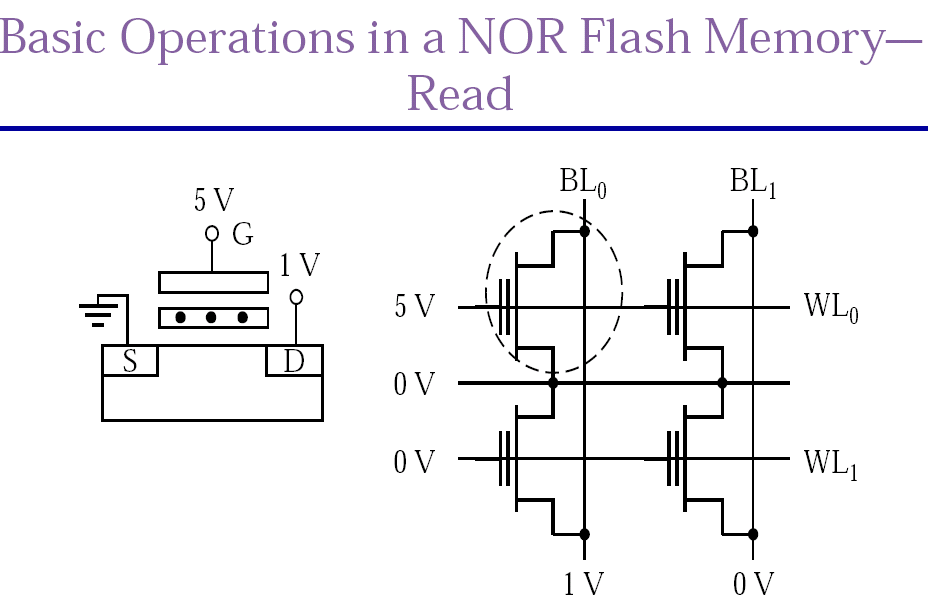 Basic Operations in a NOR Flash Memory—
Read
5 V
G
1 V
S
D
BL0
BL1
5 V
WL0
0 V
0 V
WL1
1 V
0 V